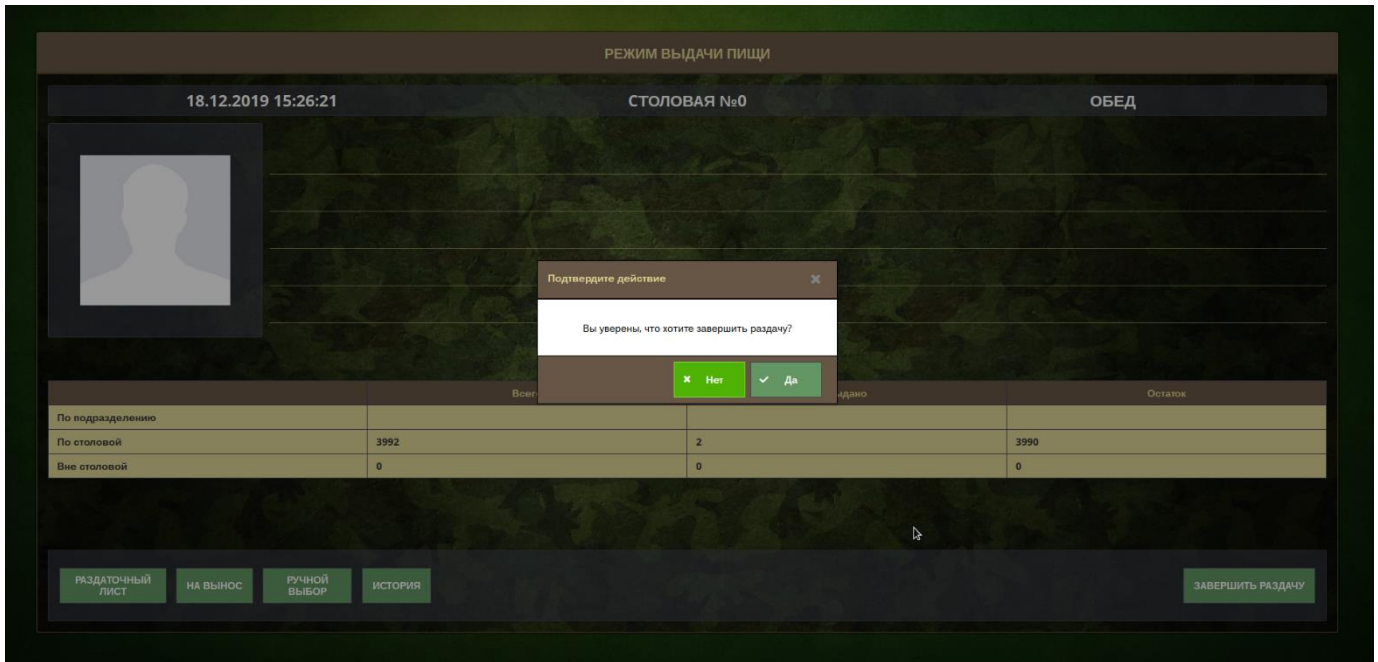 РЕЖИМ ВЫДАЧИ ПИЩИ
18.12.2019 15:26:21 СТОЛОВАЯ №0 ОБЕД
Подтвердите действие
Вы уверены, что хотите завершить раздачу?
Нет Да
Остаток
По подразделению
По столовой 3992 2 3990
Вне столовой 0 0 0
РАЗДАТОЧНЫЙ ЛИСТ
НА ВЫНОС
РУЧНОЙ ВЫБОР
ИСТОРИЯ
ЗАВЕРШИТЬ РАЗДАЧУ